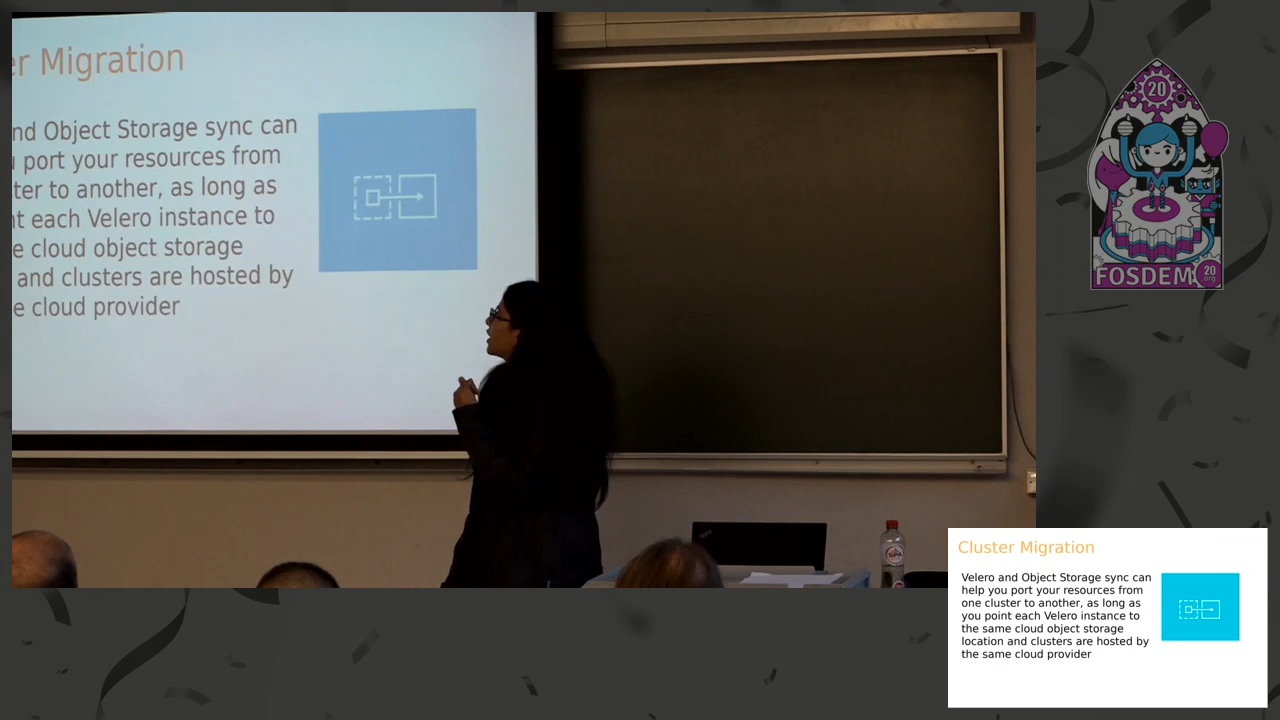 er Migration
nd Object Storage sync can
u port your resources from
ter to another, as long as
nt each Velero instance to
e cloud object storage
and clusters are hosted by
e cloud provider
20
FOSDEM
20
.org
Cluster Migration
Velero and Object Storage sync can
help you port your resources from
one cluster to another, as long as
you point each Velero instance to
the same cloud object storage
location and clusters are hosted by
the same cloud provider